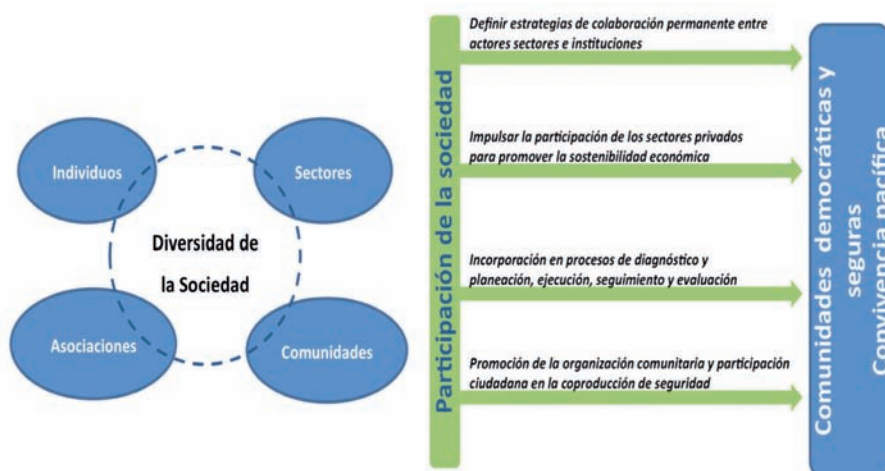 Individuos
Sectores
Diversidad de
la Sociedad
Asociaciones
Comunidades
Participación de la sociedad
Definir estrategias de colaboración permanente entre
actores sectores e instituciones
Impulsar la participación de los sectores privados
para promover la sostenibilidad económica
Incorporación en procesos de diagnóstico y
planeación, ejecución, seguimiento y evaluación
Promoción de la organización comunitaria y participación
ciudadana en la coproducción de seguridad
Comunidades democráticas y
seguras
Convivencia pacífica